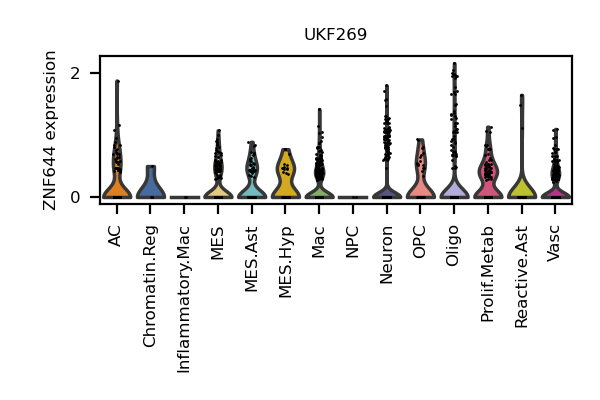 UKF269
ZNF644 expression
2
0
AC
Chromatin.Reg
Inflammatory.Mac
MES
MES.Ast
MES.Hyp
Mac
NPC
Neuron
OPC
Oligo
Prolif.Metab
Reactive.Ast
Vasc